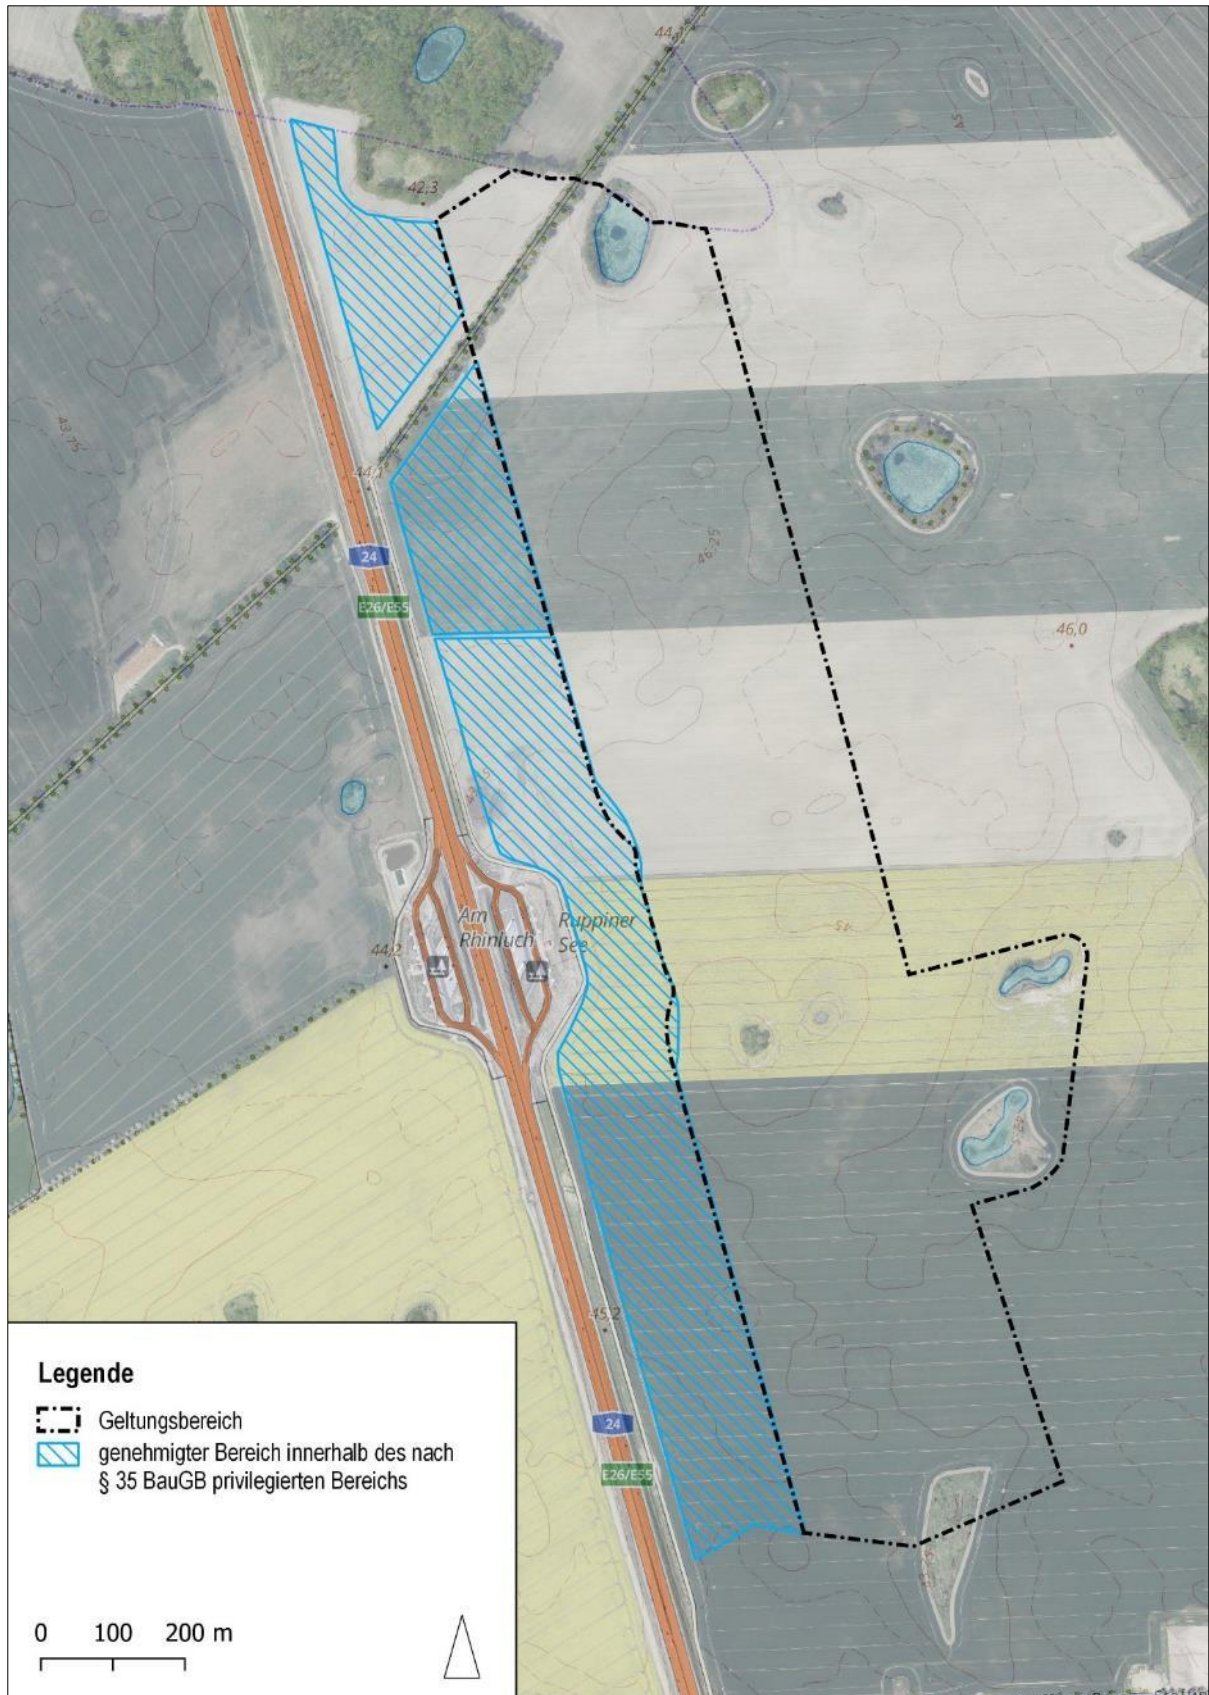 44,1
45
42,3
43,75
44,1
46,25
24
E26/E55
46,0
Am
Rhinluch
Ruppiner
See
45
44,2
45,2
24
E26/E55
Legende
Geltungsbereich
genehmigter Bereich innerhalb des nach
§ 35 BauGB privilegierten Bereichs
0 100 200 m